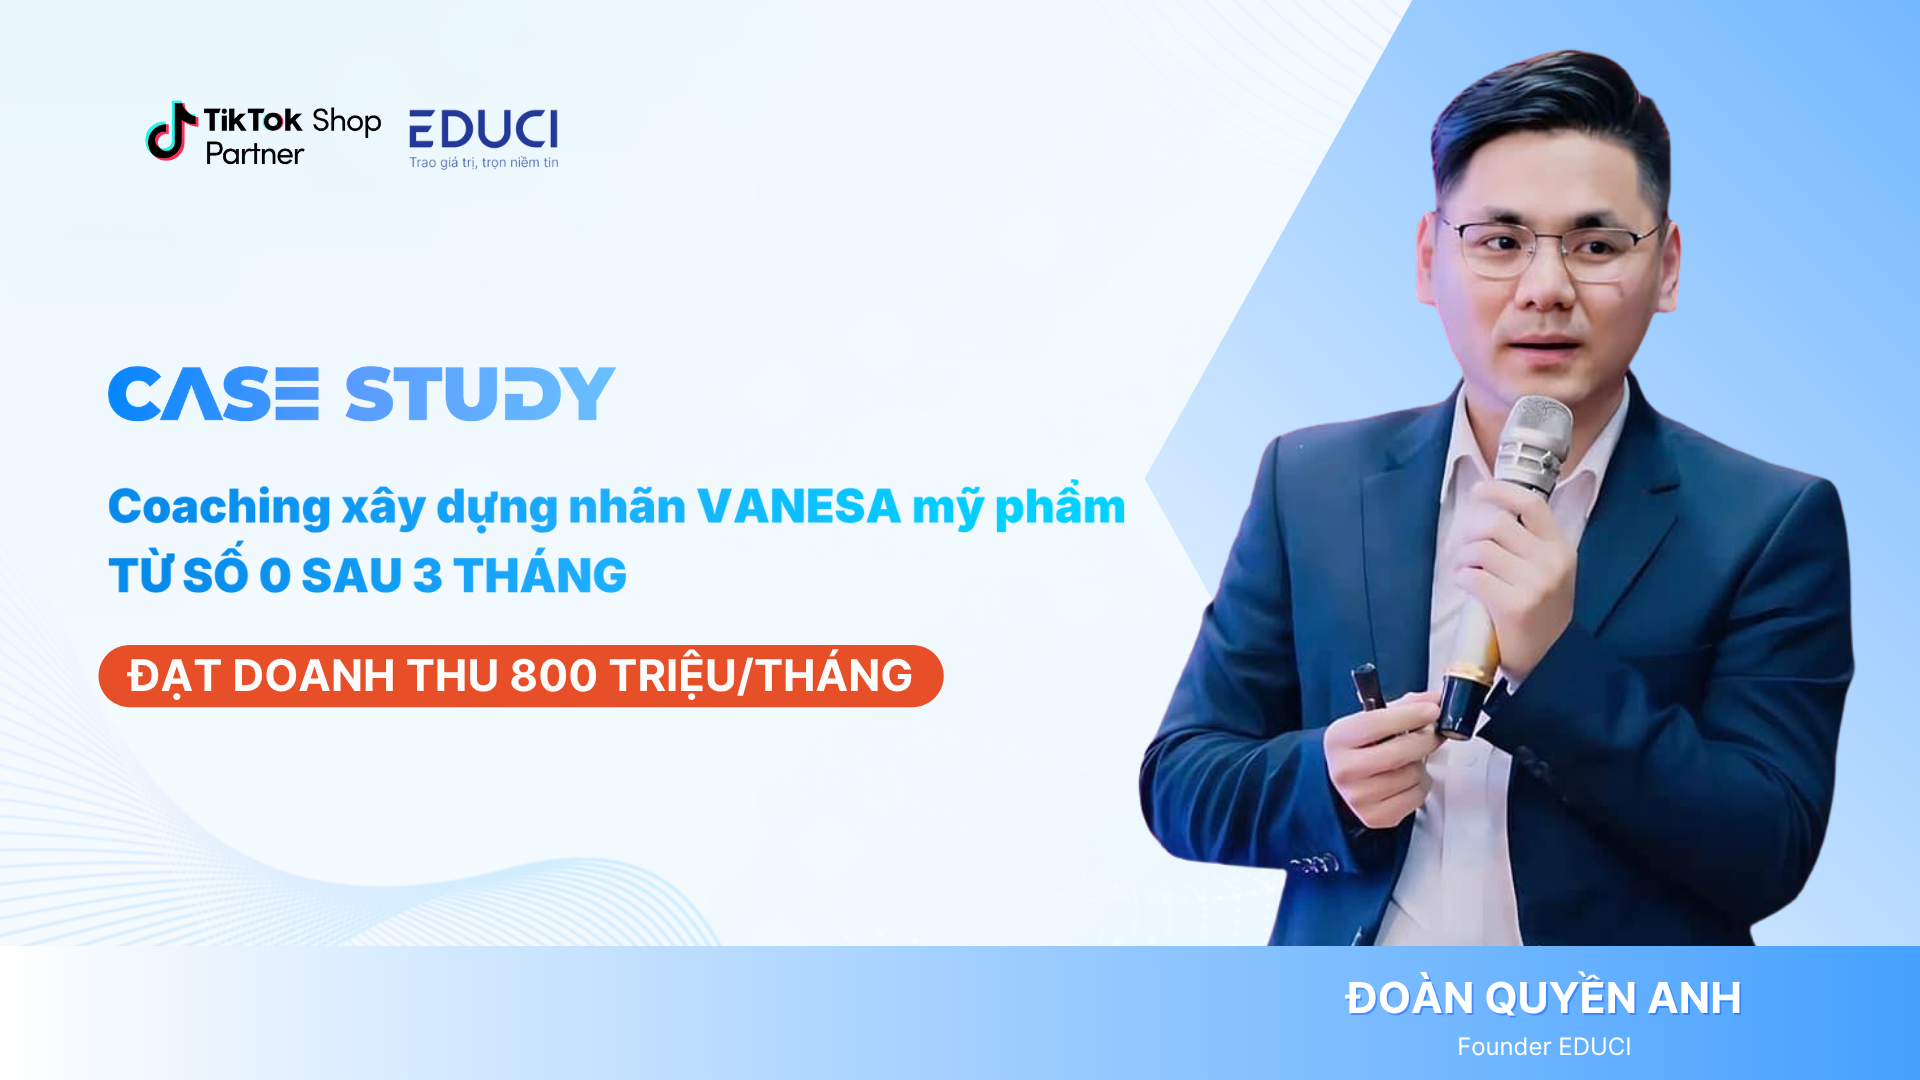 TikTok Shop
Partner
EDUCI
Trao giá trị, trọn niềm tin
CASE STUDY
Coaching xây dựng nhãn VANESA mỹ phẩm
TỪ SỐ 0 SAU 3 THÁNG
ĐẠT DOANH THU 800 TRIỆU/THÁNG
ĐOÀN QUYỀN ANH
Founder EDUCI